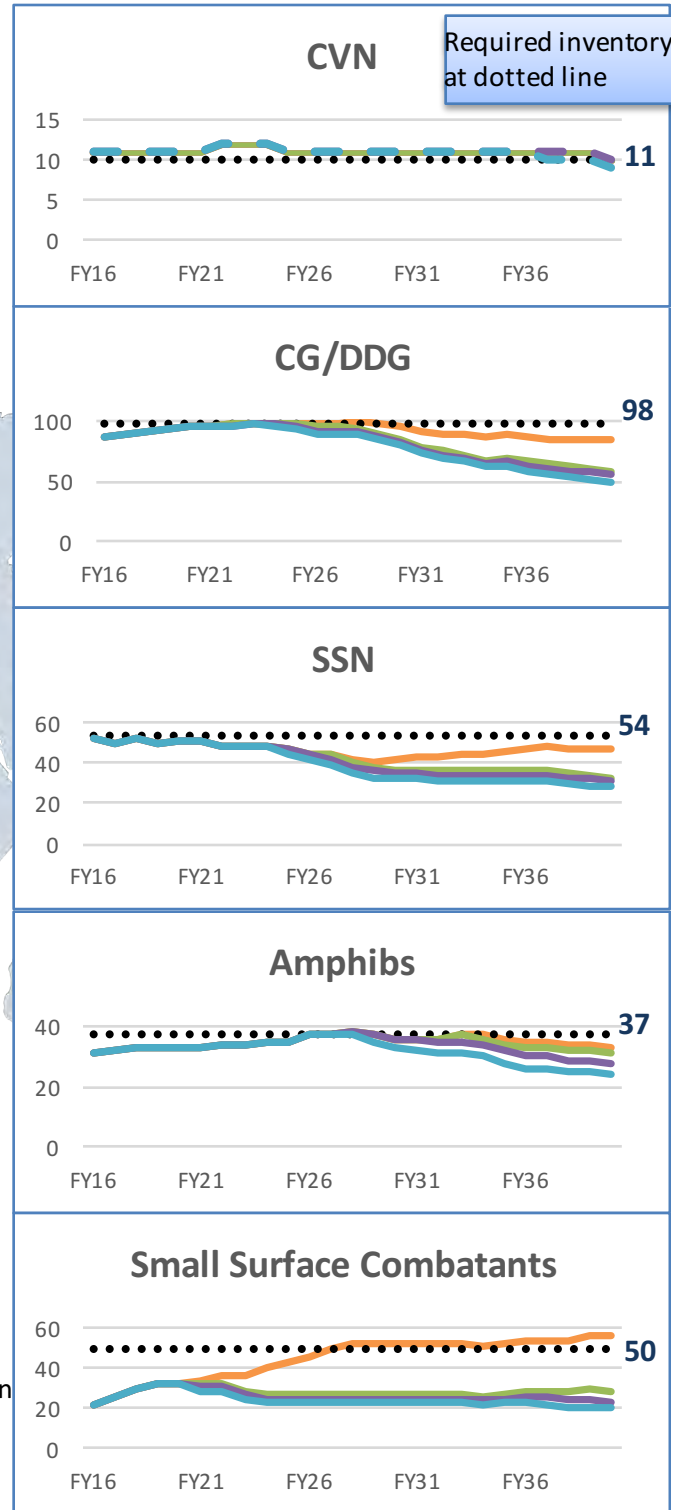 CVN
Required inventory
at dotted line
15
10
5
0
11
FY16 FY21 FY26 FY31 FY36
CG/DDG
100
50
0
98
FY16 FY21 FY26 FY31 FY36
SSN
60
40
20
0
54
FY16 FY21 FY26 FY31 FY36
Amphibs
40
20
0
37
FY16 FY21 FY26 FY31 FY36
Small Surface Combatants
60
40
20
0
50
n
FY16 FY21 FY26 FY31 FY36